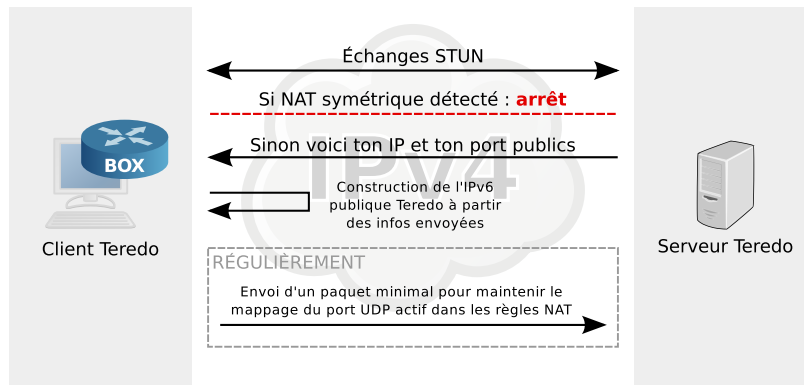 Échanges STUN
Si NAT symétrique détecté : arrêt
Sinon voici ton IP et ton port publics
IPv4
BOX
Construction de l'IPv6
publique Teredo à partir
des infos envoyées
Client Teredo
Serveur Teredo
RÉGULIÈREMENT
Envoi d'un paquet minimal pour maintenir le
mappage du port UDP actif dans les règles NAT